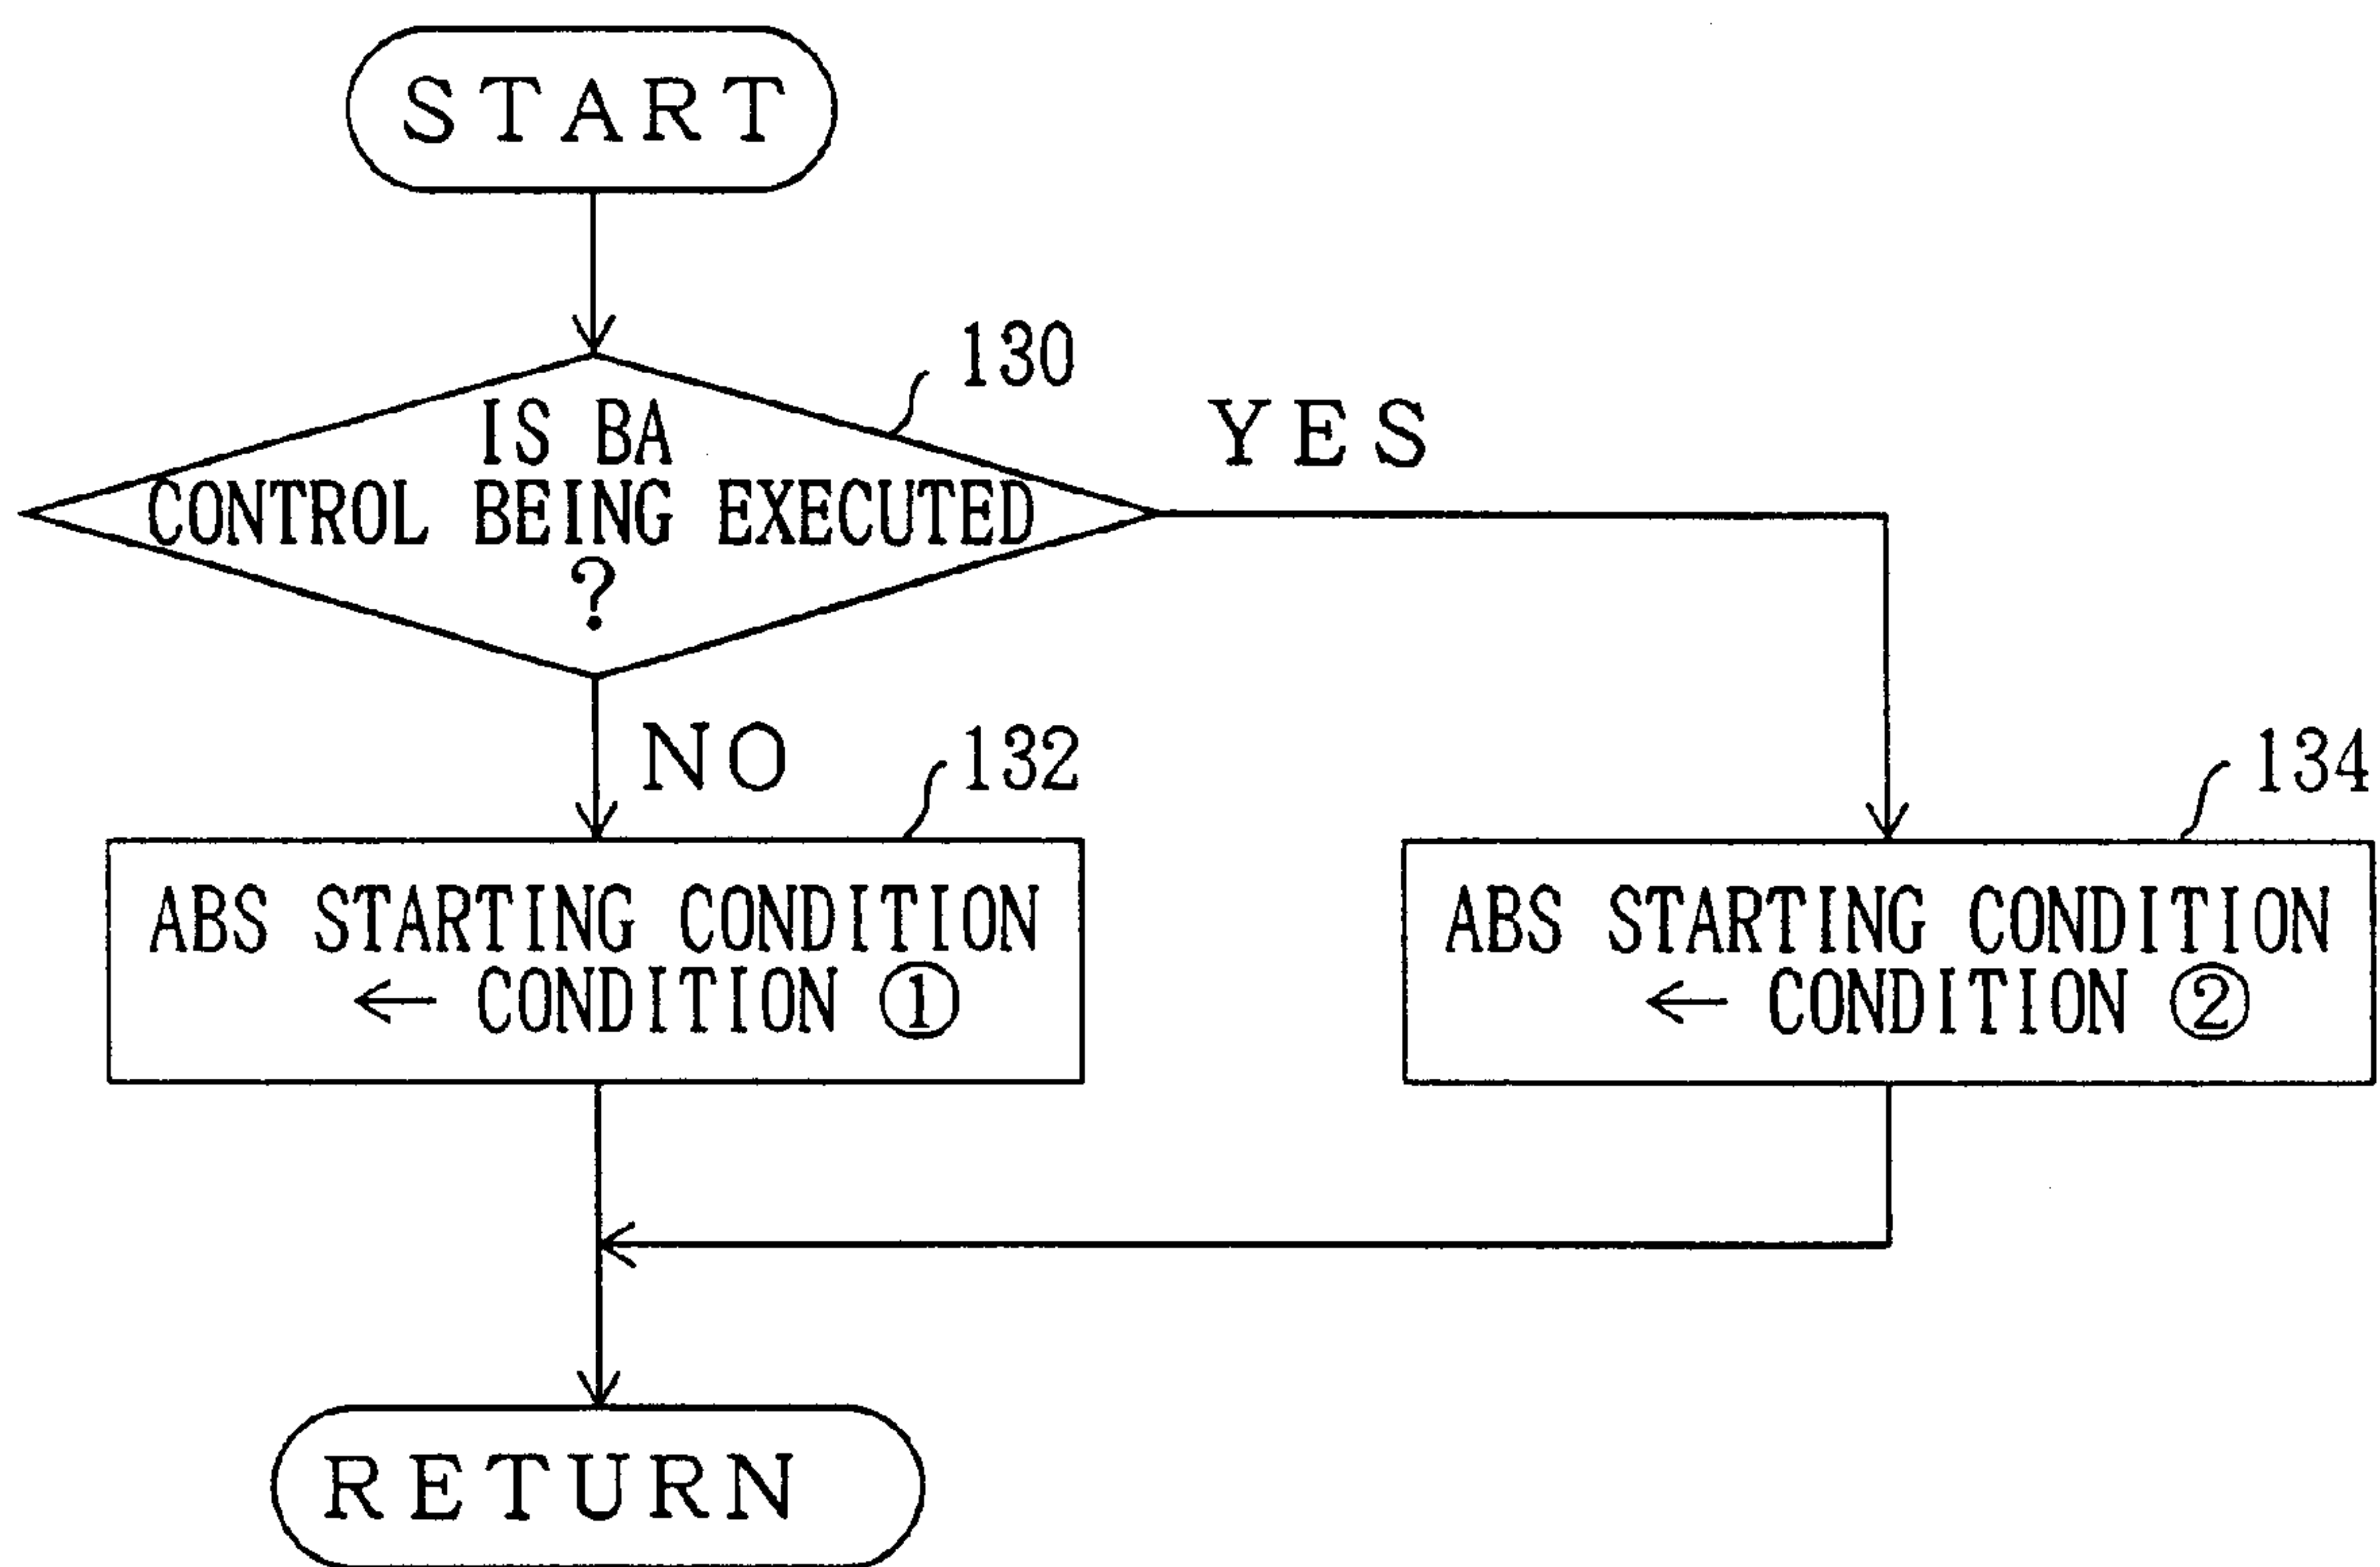 START
130
IS BA
CONTROL BEING EXECUTED
?
YES
NO
132
134
ABS STARTING CONDITION
← CONDITION ①
ABS STARTING CONDITION
← CONDITION ②
RETURN